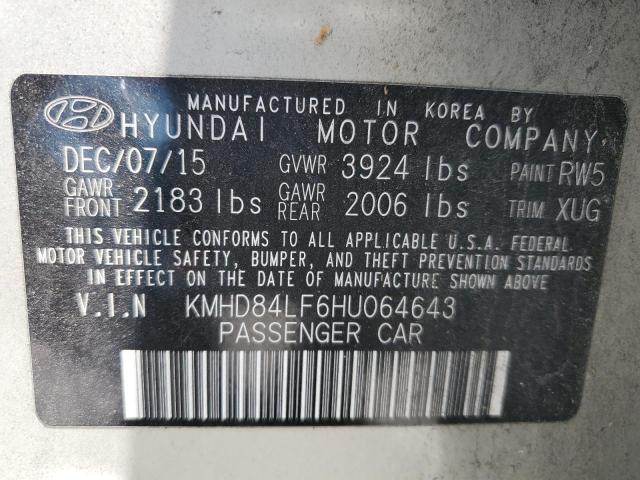 MANUFACTURED IN KOREA BY
HYUNDAI MOTOR COMPANY
DEC/07/15 GVWR 3924 lbs PAINT RW5
GAWR FRONT 2183 lbs GAWR REAR 2006 lbs TRIM XUG
THIS VEHICLE CONFORMS TO ALL APPLICABLE U.S.A. FEDERAL
MOTOR VEHICLE SAFETY, BUMPER, AND THEFT PREVENTION STANDARDS
IN EFFECT ON THE DATE OF MANUFACTURE SHOWN ABOVE
V.I.N KMHD84LF6HU064643
PASSENGER CAR